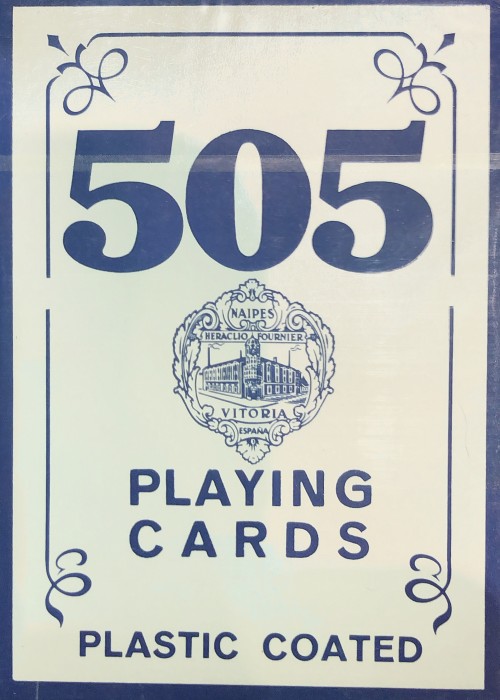 505
NAIPES
HERACLIO FOURNIER
VITORIA
ESPAÑA
PLAYING
CARDS
PLASTIC COATED